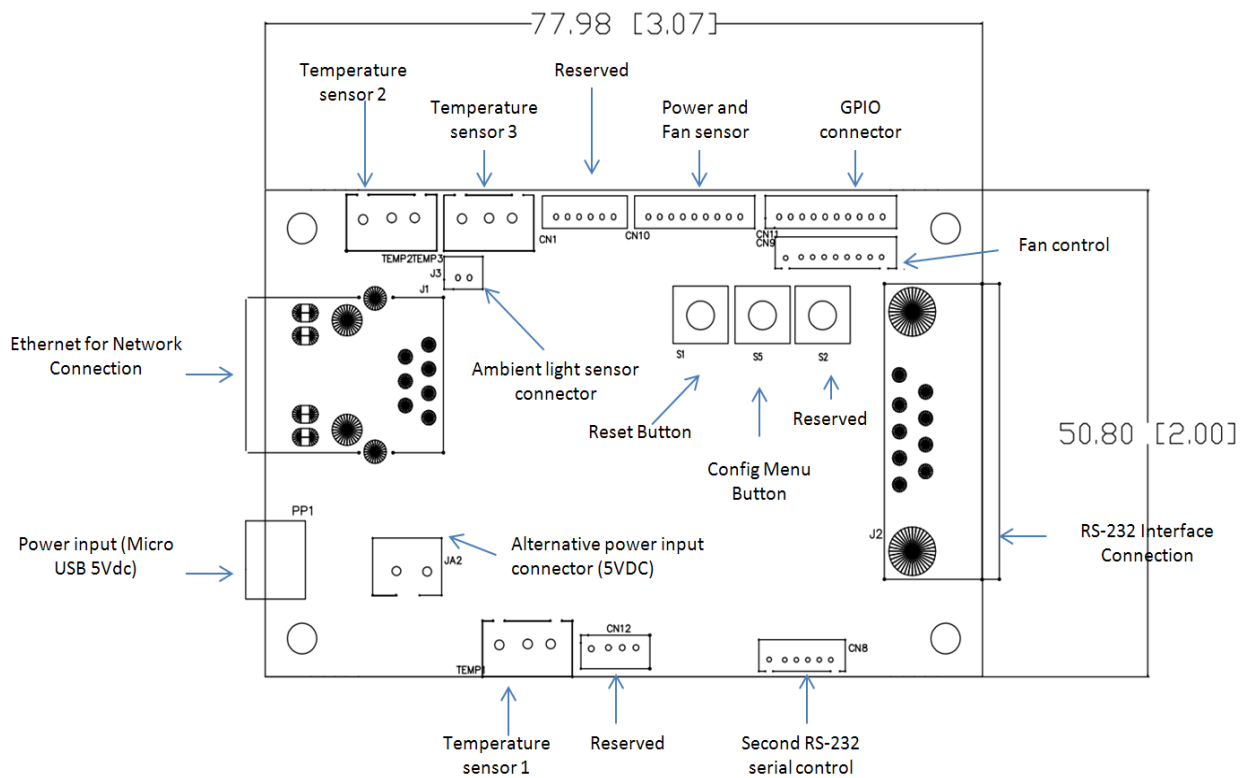 77.98 [3.07]
Temperature
sensor 2
Reserved
Temperature
sensor 3
Power and
Fan sensor
GPIO
connector
CN1
CN10
CN11
CN9
TEMP2TEMP3
Fan control
J3
J1
Ethernet for Network
Connection
Ambient light sensor
connector
S1
S5
S2
Reset Button
Reserved
Config Menu
Button
50.80 [2.00]
PP1
Power input (Micro
USB 5Vdc)
JA2
Alternative power input
connector (5VDC)
J2
RS-232 Interface
Connection
TEMP1
CN12
CN8
Temperature
sensor 1
Reserved
Second RS-232
serial control